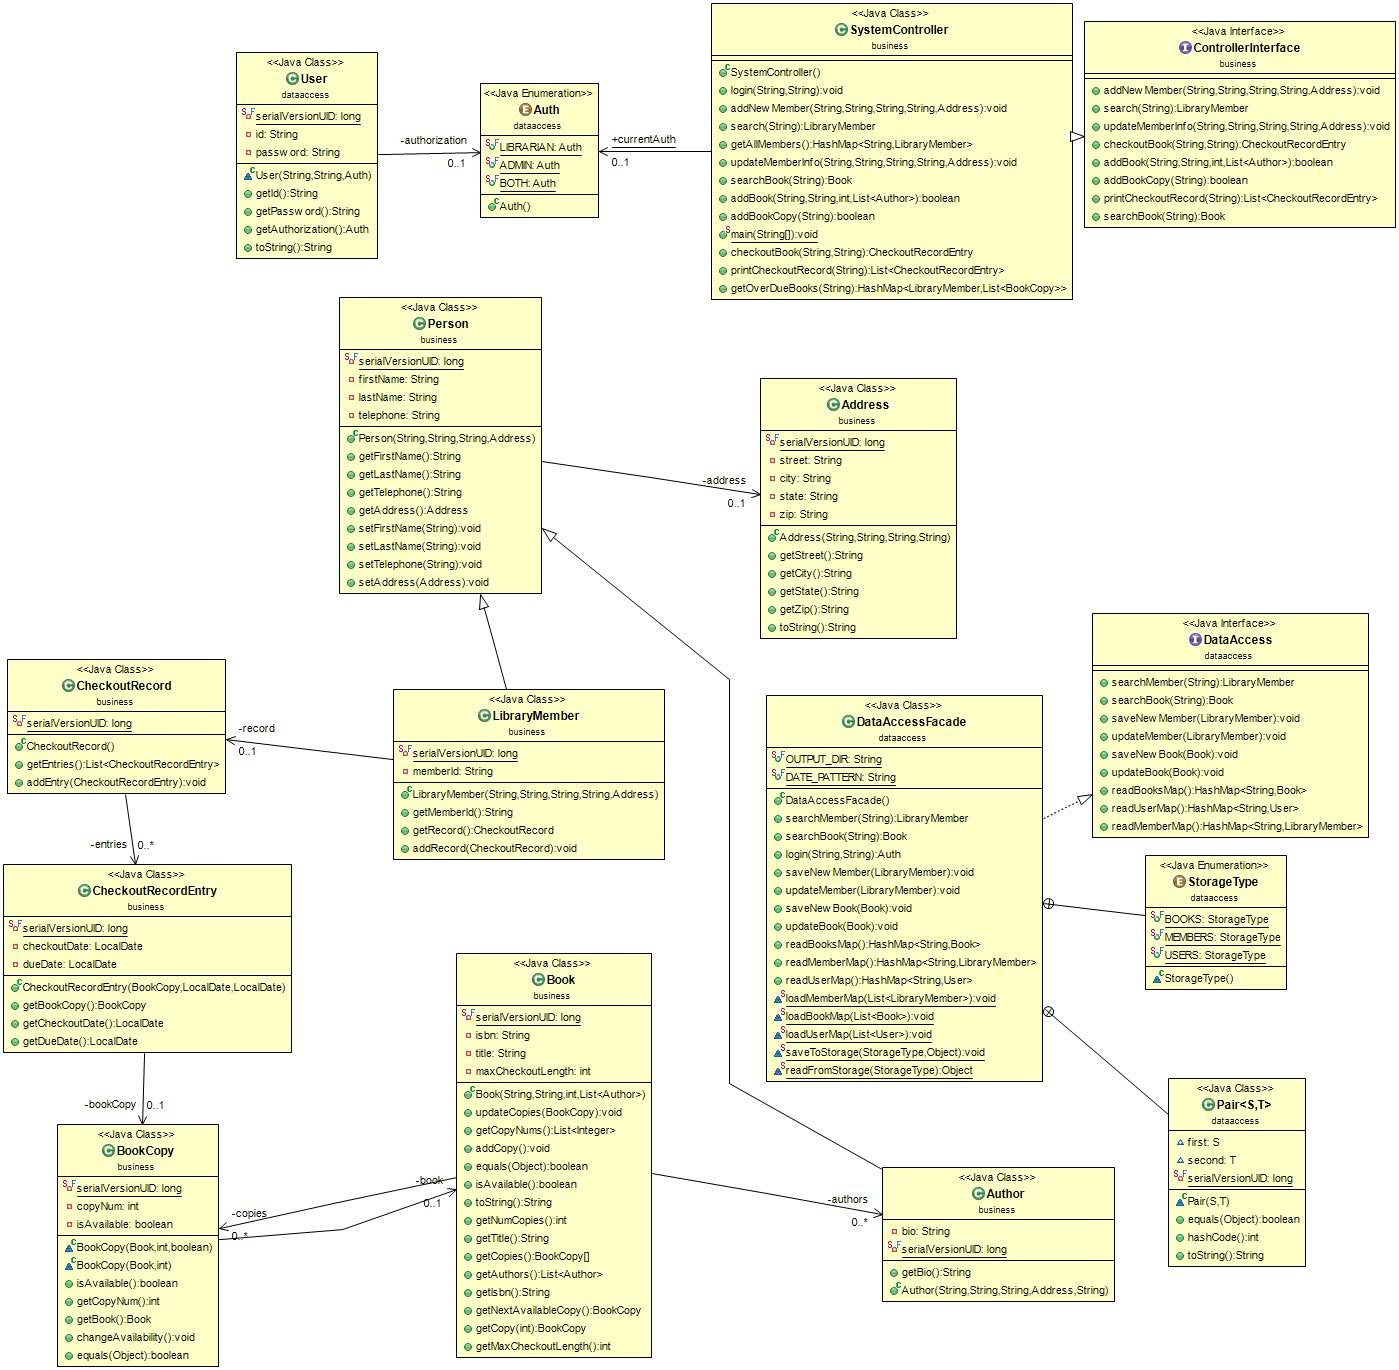 <<Java Class>>
User
dataaccess
serialVersionUID: long
id: String
password: String
User(String,String,Auth)
getId():String
getPassword():String
getAuthorization():Auth
toString():String
-authorization
0..1
<<Java Enumeration>>
Auth
dataaccess
LIBRARIAN: Auth
ADMIN: Auth
BOTH: Auth
Auth()
+currentAuth
0..1
<<Java Class>>
SystemController
business
SystemController()
login(String,String):void
addNewMember(String,String,String,String,Address):void
search(String):LibraryMember
getAllMembers():HashMap<String,LibraryMember>
updateMemberInfo(String,String,String,String,Address):void
searchBook(String):Book
addBook(String,String,int,List<Author>):boolean
addBookCopy(String):boolean
main(String[]):void
checkoutBook(String,String):CheckoutRecordEntry
printCheckoutRecord(String):List<CheckoutRecordEntry>
getOverDueBooks(String):HashMap<LibraryMember,List<BookCopy>>
<<Java Interface>>
ControllerInterface
business
addNewMember(String,String,String,String,Address):void
search(String):LibraryMember
updateMemberInfo(String,String,String,String,Address):void
checkoutBook(String,String):CheckoutRecordEntry
addBook(String,String,int,List<Author>):boolean
addBookCopy(String):boolean
printCheckoutRecord(String):List<CheckoutRecordEntry>
searchBook(String):Book
<<Java Class>>
Person
business
serialVersionUID: long
firstName: String
lastName: String
telephone: String
Person(String,String,String,Address)
getFirstName():String
getLastName():String
getTelephone():String
getAddress():Address
setFirstName(String):void
setLastName(String):void
setTelephone(String):void
setAddress(Address):void
-address
0..1
<<Java Class>>
Address
business
serialVersionUID: long
street: String
city: String
state: String
zip: String
Address(String,String,String,String)
getStreet():String
getCity():String
getState():String
getZip():String
toString():String
<<Java Class>>
CheckoutRecord
business
serialVersionUID: long
CheckoutRecord()
getEntries():List<CheckoutRecordEntry>
addEntry(CheckoutRecordEntry):void
-record
0..1
<<Java Class>>
LibraryMember
business
serialVersionUID: long
memberId: String
LibraryMember(String,String,String,String,Address)
getMemberId():String
getRecord():CheckoutRecord
addRecord(CheckoutRecord):void
<<Java Class>>
DataAccessFacade
dataaccess
OUTPUT_DIR: String
DATE_PATTERN: String
DataAccessFacade()
searchMember(String):LibraryMember
searchBook(String):Book
login(String,String):Auth
saveNewMember(LibraryMember):void
updateMember(LibraryMember):void
saveNewBook(Book):void
updateBook(Book):void
readBooksMap():HashMap<String,Book>
readMemberMap():HashMap<String,LibraryMember>
readUserMap():HashMap<String,User>
loadMemberMap(List<LibraryMember>):void
loadBookMap(List<Book>):void
loadUserMap(List<User>):void
saveToStorage(StorageType,Object):void
readFromStorage(StorageType):Object
<<Java Interface>>
DataAccess
dataaccess
searchMember(String):LibraryMember
searchBook(String):Book
saveNewMember(LibraryMember):void
updateMember(LibraryMember):void
saveNewBook(Book):void
updateBook(Book):void
readBooksMap():HashMap<String,Book>
readUserMap():HashMap<String,User>
readMemberMap():HashMap<String,LibraryMember>
<<Java Enumeration>>
StorageType
dataaccess
BOOKS: StorageType
MEMBERS: StorageType
USERS: StorageType
StorageType()
-entries
0..*
<<Java Class>>
CheckoutRecordEntry
business
serialVersionUID: long
checkoutDate: LocalDate
dueDate: LocalDate
CheckoutRecordEntry(BookCopy,LocalDate,LocalDate)
getBookCopy():BookCopy
getCheckoutDate():LocalDate
getDueDate():LocalDate
-bookCopy
0..1
<<Java Class>>
BookCopy
business
serialVersionUID: long
copyNum: int
isAvailable: boolean
BookCopy(Book,int,boolean)
BookCopy(Book,int)
isAvailable():boolean
getCopyNum():int
getBook():Book
changeAvailability():void
equals(Object):boolean
-book
0..1
-copies
0..*
<<Java Class>>
Book
business
serialVersionUID: long
isbn: String
title: String
maxCheckoutLength: int
Book(String,String,int,List<Author>)
updateCopies(BookCopy):void
getCopyNums():List<Integer>
addCopy():void
equals(Object):boolean
isAvailable():boolean
toString():String
getNumCopies():int
getTitle():String
getCopies():BookCopy[]
getAuthors():List<Author>
getIsbn():String
getNextAvailableCopy():BookCopy
getCopy(int):BookCopy
getMaxCheckoutLength():int
-authors
0..*
<<Java Class>>
Author
business
bio: String
serialVersionUID: long
getBio():String
Author(String,String,String,Address,String)
<<Java Class>>
Pair<S,T>
dataaccess
first: S
second: T
serialVersionUID: long
Pair(S,T)
equals(Object):boolean
hashCode():int
toString():String